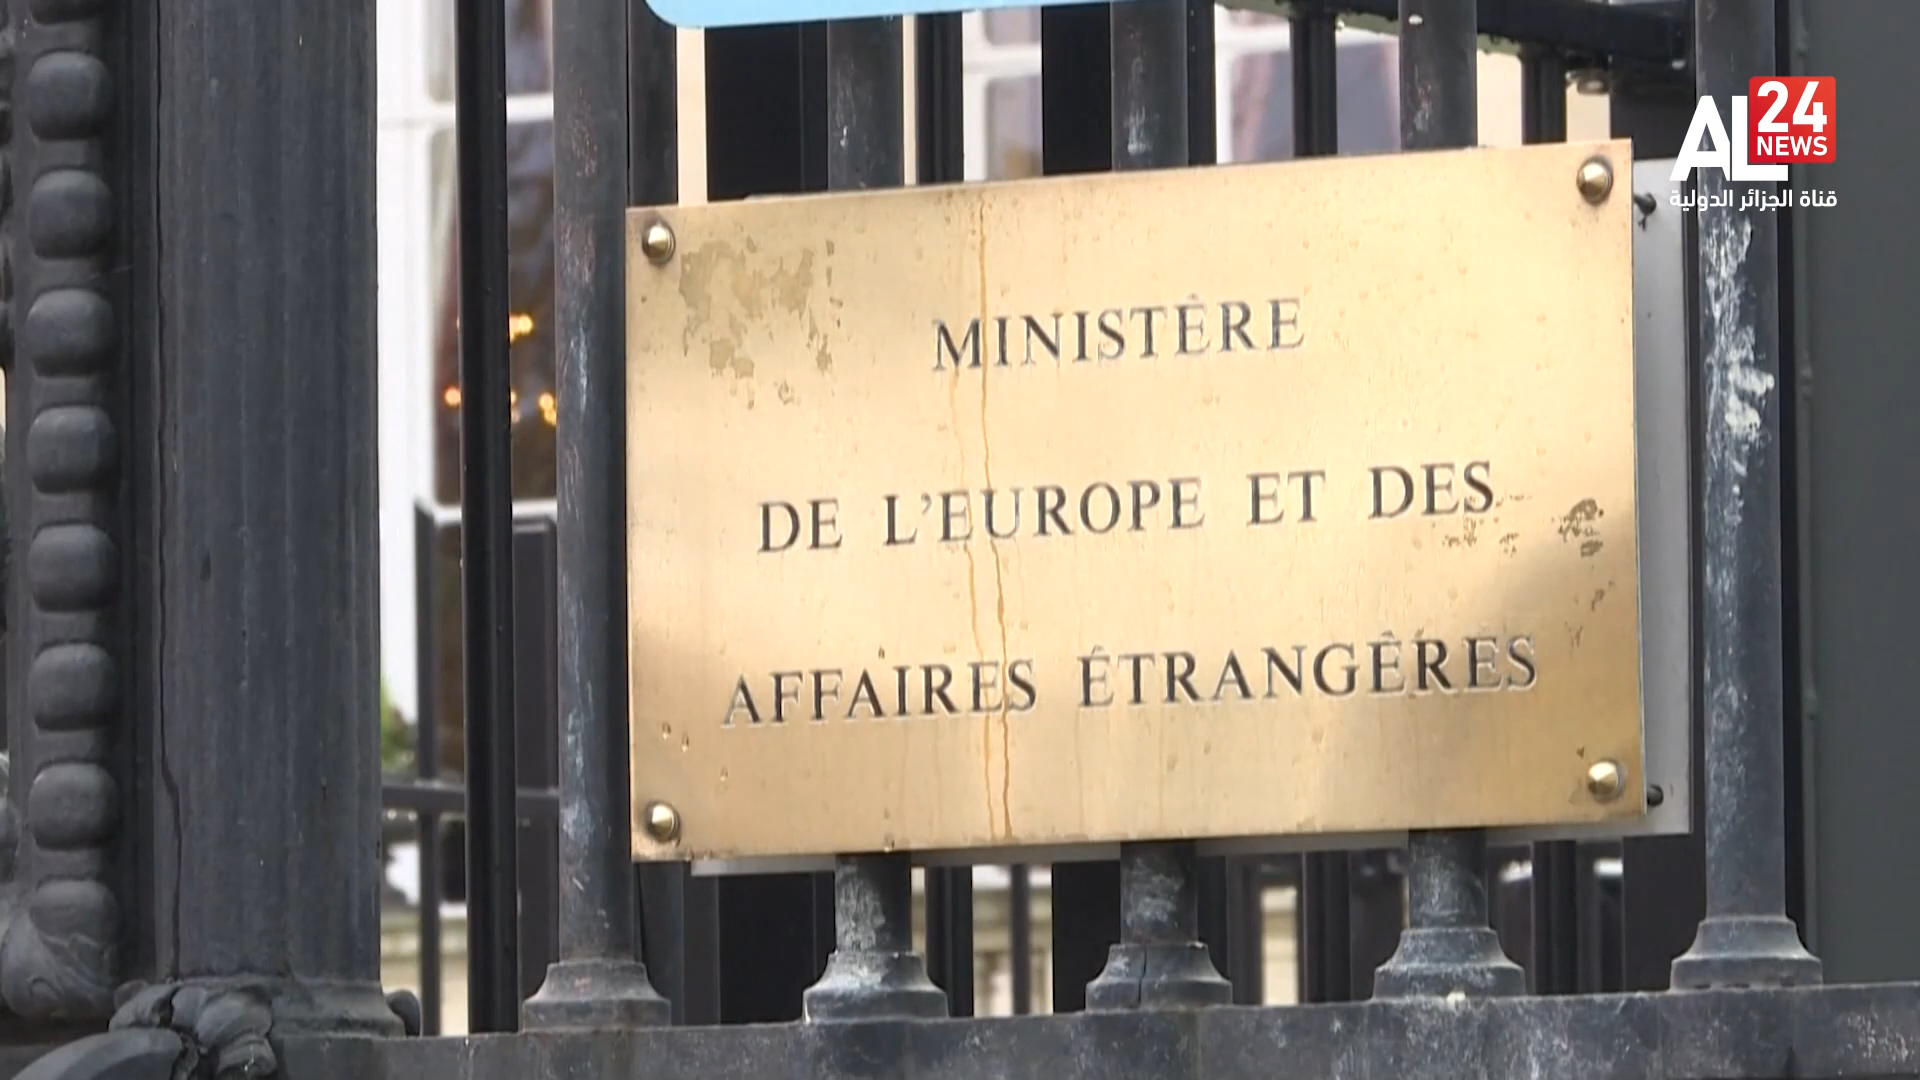 AL 24 NEWS
قناة الجزائر الدولية
MINISTÈRE
DE L'EUROPE ET DES
AFFAIRES ÉTRANGÈRES